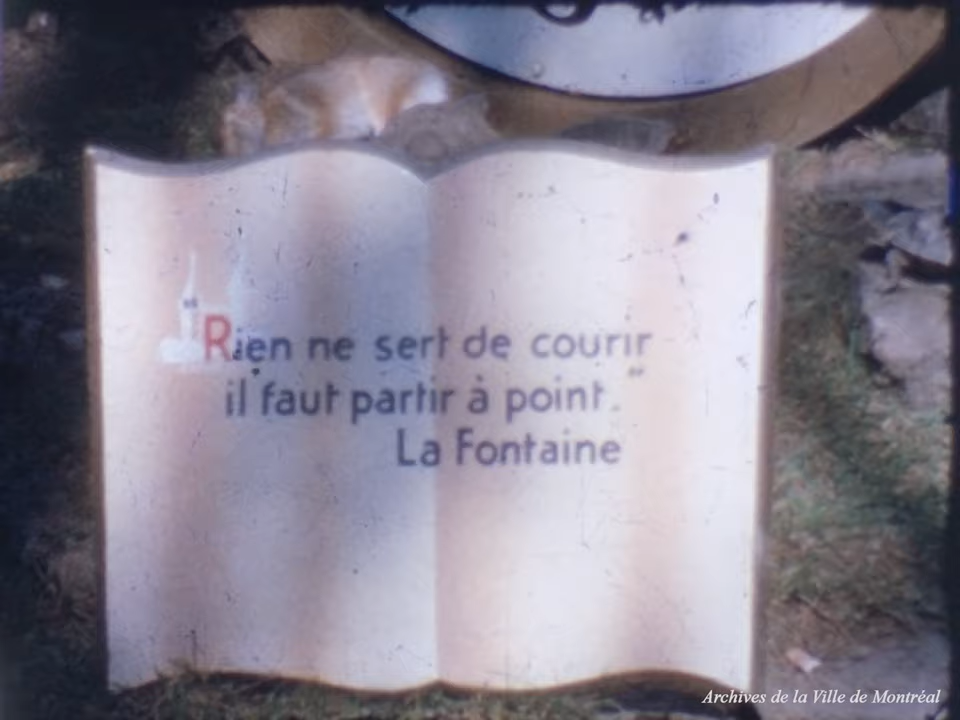 Rien ne sert de courir
il faut partir à point."
La Fontaine
Archives de la Ville de Montréal